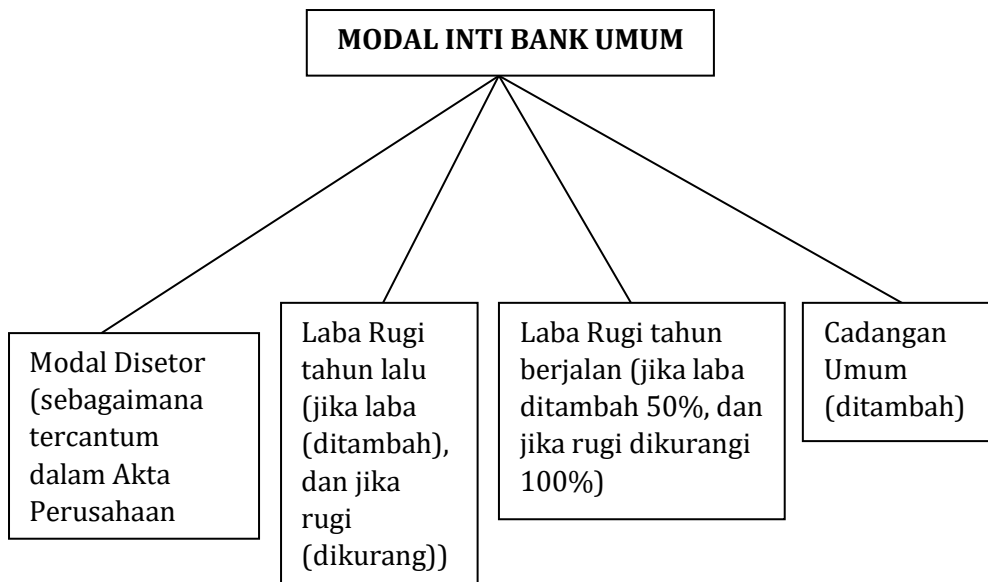 MODAL INTI BANK UMUM
Modal Disetor
(sebagaimana
tercantum
dalam Akta
Perusahaan
Laba Rugi
tahun lalu
(jika laba
(ditambah),
dan jika
rugi
(dikurang))
Laba Rugi tahun
berjalan (jika laba
ditambah 50%, dan
jika rugi dikurangi
100%)
Cadangan
Umum
(ditambah)